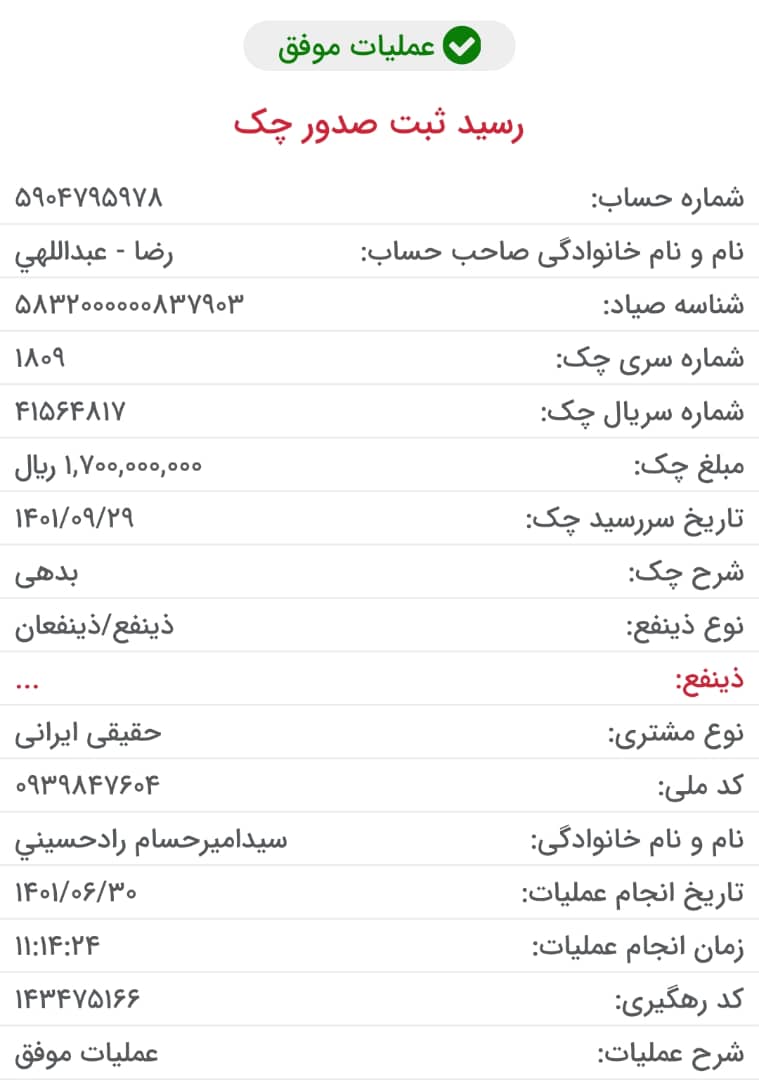 عملیات موفق
رسید ثبت صدور چک
شماره حساب: ۵۹۰۴۷۹۵۹۷۸
نام و نام خانوادگی صاحب حساب: رضا - عبداللهي
شناسه صیاد: ۵۸۳۲۰۰۰۰۰۰۸۳۷۹۰۳
شماره سری چک: ۱۸۰۹
شماره سریال چک: ۴۱۵۶۴۸۱۷
مبلغ چک: ۱,۷۰۰,۰۰۰,۰۰۰ ریال
تاریخ سررسید چک: ۱۴۰۱/۰۹/۲۹
شرح چک: بدهی
نوع ذینفع: ذینفع/ذینفعان
ذینفع: ...
نوع مشتری: حقیقی ایرانی
کد ملی: ۰۹۳۹۸۴۷۶۰۴
نام و نام خانوادگی: سیدامیرحسام رادحسیني
تاریخ انجام عملیات: ۱۴۰۱/۰۶/۳۰
زمان انجام عملیات: ۱۱:۱۴:۲۴
کد رهگیری: ۱۴۳۴۷۵۱۶۶
شرح عملیات: عملیات موفق